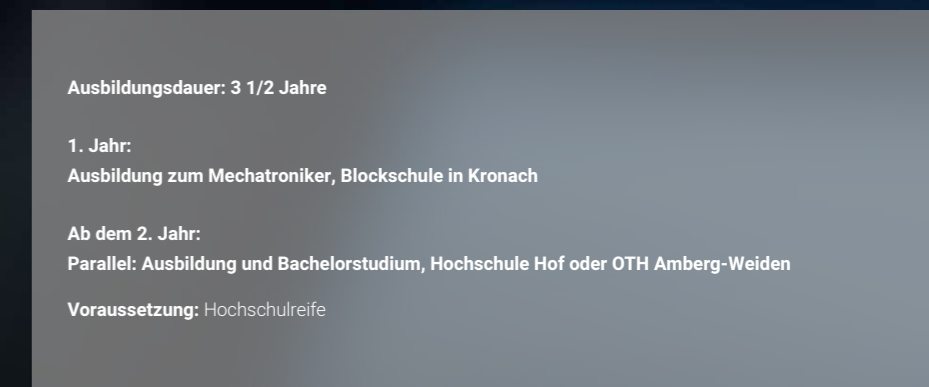 Ausbildungsdauer: 3 1/2 Jahre
1. Jahr:
Ausbildung zum Mechatroniker, Blockschule in Kronach
Ab dem 2. Jahr:
Parallel: Ausbildung und Bachelorstudium, Hochschule Hof oder OTH Amberg-Weiden
Voraussetzung: Hochschulreife